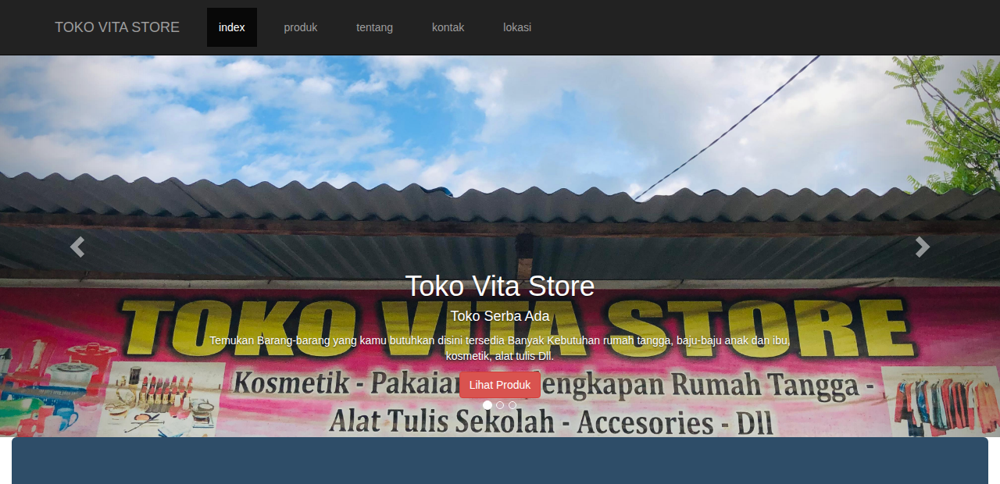 TOKO VITA STORE index produk tentang kontak lokasi
Toko Vita Store
Toko Serba Ada
TOKO VITA STORE
Temukan Barang-barang yang kamu butuhkan disini tersedia Banyak Kebutuhan rumah tangga, baju-baju anak dan ibu,
kosmetik, alat tulis Dll.
Kosmetik - Pakaian engkapan Rumah Tangga -
Lihat Produk
Alat Tulis Sekolah - Accesories - Dll